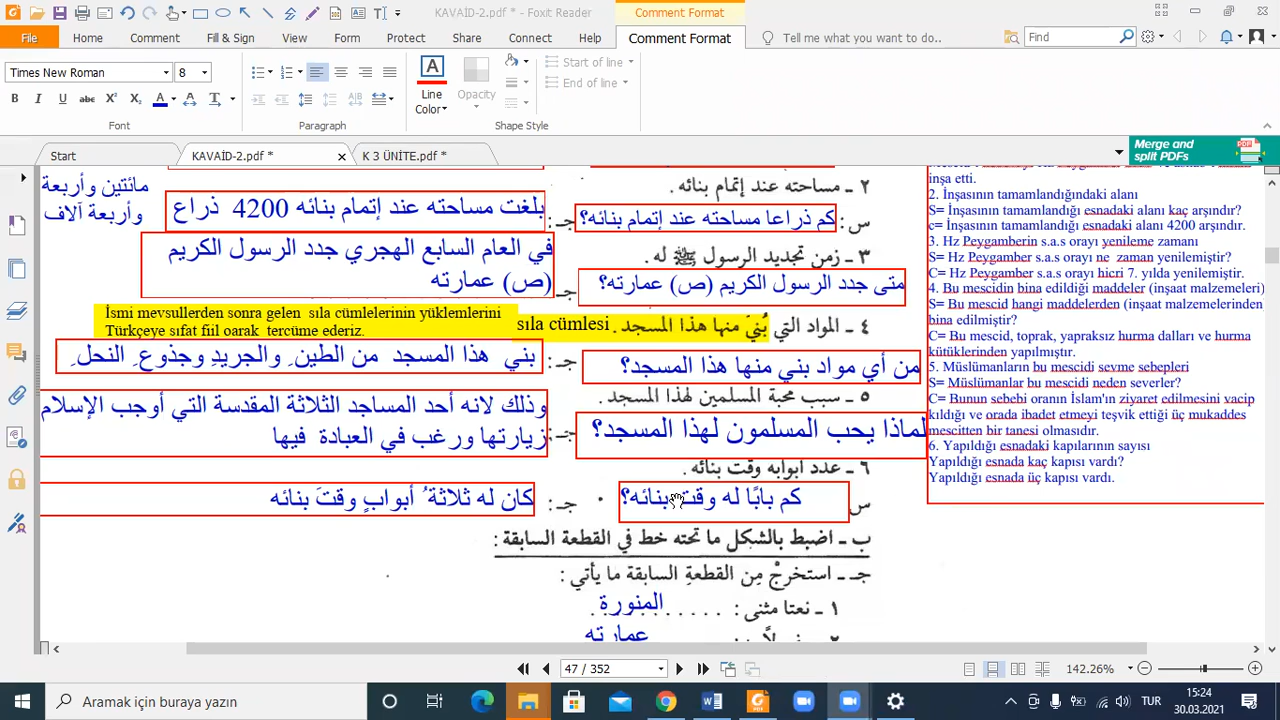 KAVAİD-2.pdf * - Foxit Reader
Comment Format
File
Home
Comment
Fill & Sign
View
Form
Protect
Share
Connect
Help
Comment Format
Tell me what you want to do..
Find
Times New Roman
8
Line Color
Opacity
Start of line
End of line
Font
Paragraph
Shape Style
Start
KAVAİD-2.pdf *
K 3 ÜNİTE.pdf *
Merge and split PDFs
٢ ـ مساحته عند إتمام بنائه .
س : كم ذراعا مساحته عند إتمام بنائه؟
جـ : بلغت مساحته عند إتمام بنائه 4200 ذراع
مائتين وأربعة
وأربعة آلاف
٣ ـ زمن تجديد الرسول ﷺ له .
متى جدد الرسول الكريم (ص) عمارته؟
جـ في العام السابع الهجري جدد الرسول الكريم
(ص) عمارته
٤ ـ المواد التي بُنيَ منها هذا المسجد .
sıla cümlesi
İsmi mevsullerden sonra gelen sıla cümlelerinin yüklemlerini
Türkçeye sıfat fiil oarak tercüme ederiz.
من أي مواد بني منها هذا المسجد؟
جـ : بني هذا المسجد من الطينِ والجريدِ وجذوعِ النحلِ
٥ ـ سبب محبة المسلمين لهذا المسجد .
لماذا يحب المسلمون لهذا المسجد؟
جـ : وذلك لانه أحد المساجد الثلاثة المقدسة التي أوجب الإسلام
زيارتها ورغب في العبادة فيها
٦ ـ عدد أبوابه وقت بنائه .
س كم بابًا له وقت بنائه؟
جـ : كان له ثلاثةُ أبوابٍ وقتَ بنائه
ب ـ اضبط بالشكل ما تحته خط في القطعة السابقة :
جـ ـ استخرجْ مِن القطعةِ السابقة ما يأتي :
١ ـ نعتا مثنى : المنورة
عمارته
inşa etti.
2. İnşasının tamamlandığındaki alanı
S= İnşasının tamamlandığı esnadaki alanı kaç arşındır?
c= İnşasının tamamlandığı esnadaki alanı 4200 arşındır.
3. Hz Peygamberin s.a.s orayı yenileme zamanı
S= Hz Peygamber s.a.s orayı ne zaman yenilemiştir?
C= Hz Peygamber s.a.s orayı hicri 7. yılda yenilemiştir.
4. Bu mescidin bina edildiği maddeler (inşaat malzemeleri)
S= Bu mescid hangi maddelerden (inşaat malzemelerinden
bina edilmiştir?
C= Bu mescid, toprak, yapraksız hurma dalları ve hurma
kütüklerinden yapılmıştır.
5. Müslümanların bu mescidi sevme sebepleri
S= Müslümanlar bu mescidi neden severler?
C= Bunun sebebi oranın İslam'ın ziyaret edilmesini vacip
kıldığı ve orada ibadet etmeyi teşvik ettiği üç mukaddes
mescitten bir tanesi olmasıdır.
6. Yapıldığı esnadaki kapılarının sayısı
Yapıldığı esnada kaç kapısı vardı?
Yapıldığı esnada üç kapısı vardı.
47 / 352
142.26%
Aramak için buraya yazın
TUR
15:24
30.03.2021